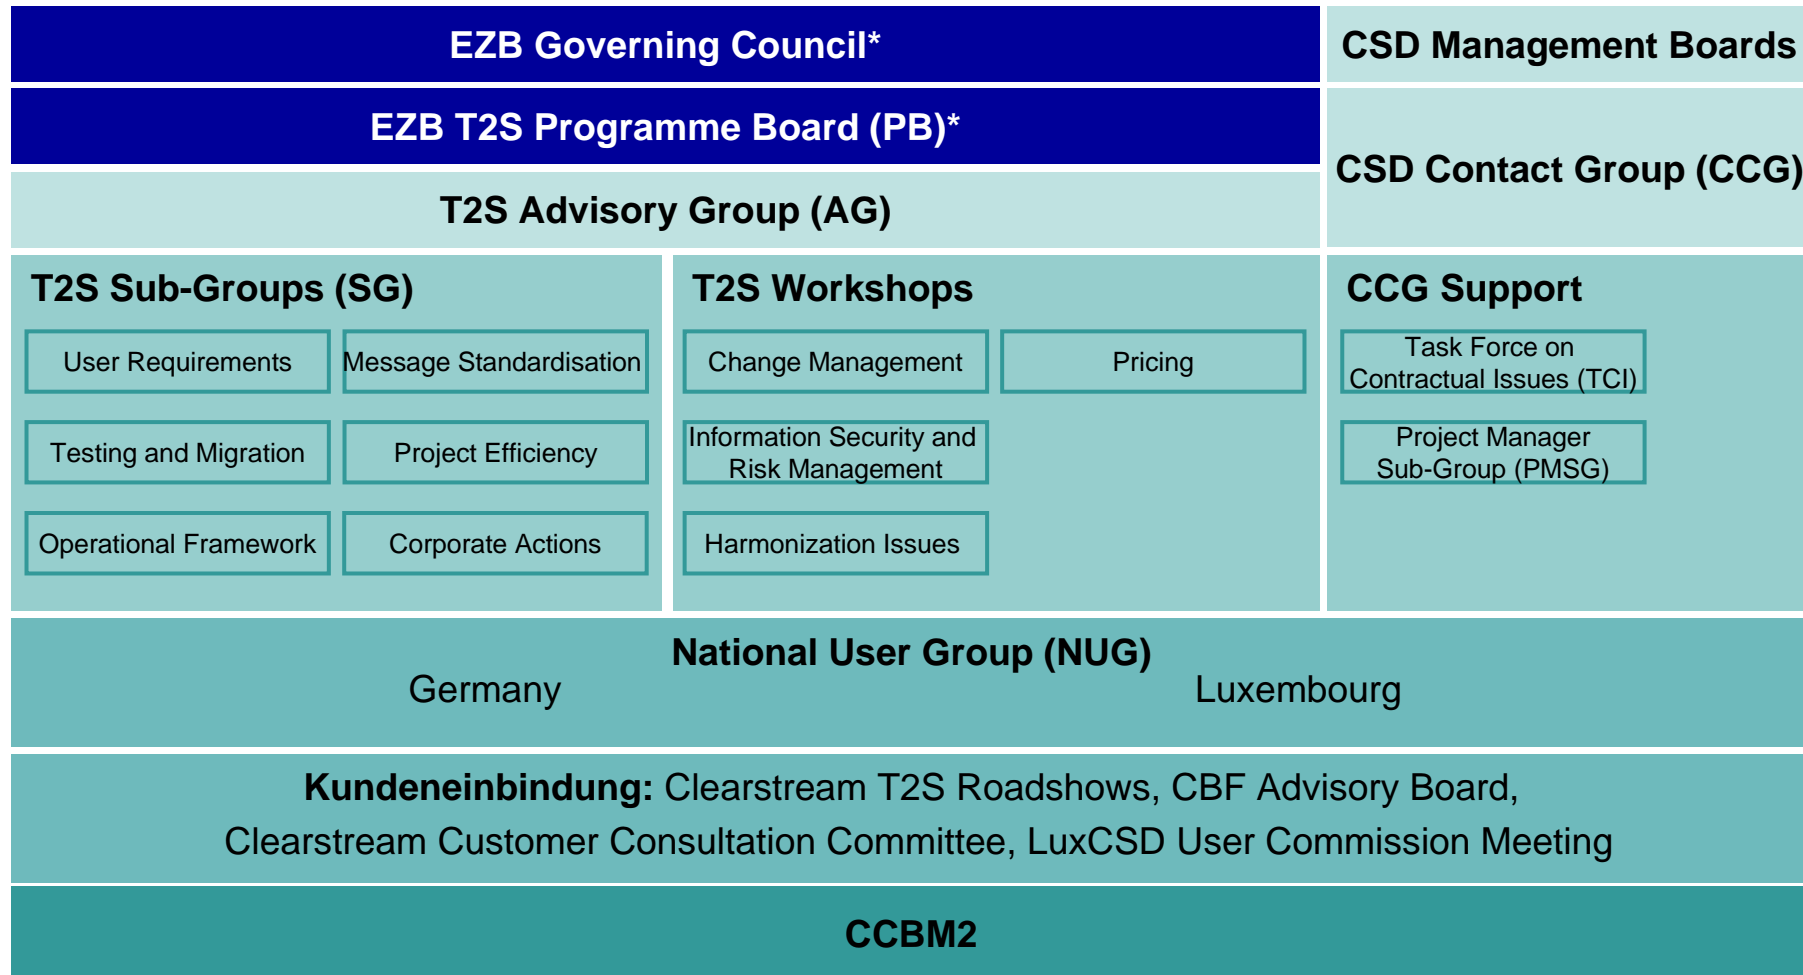 EZB Governing Council*
CSD Management Boards
EZB T2S Programme Board (PB)*
CSD Contact Group (CCG)
T2S Advisory Group (AG)
T2S Sub-Groups (SG)
User Requirements
Message Standardisation
Testing and Migration
Project Efficiency
Operational Framework
Corporate Actions
T2S Workshops
Change Management
Pricing
Information Security and
Risk Management
Harmonization Issues
CCG Support
Task Force on
Contractual Issues (TCI)
Project Manager
Sub-Group (PMSG)
National User Group (NUG)
Germany
Luxembourg
Kundeneinbindung: Clearstream T2S Roadshows, CBF Advisory Board,
Clearstream Customer Consultation Committee, LuxCSD User Commission Meeting
CCBM2